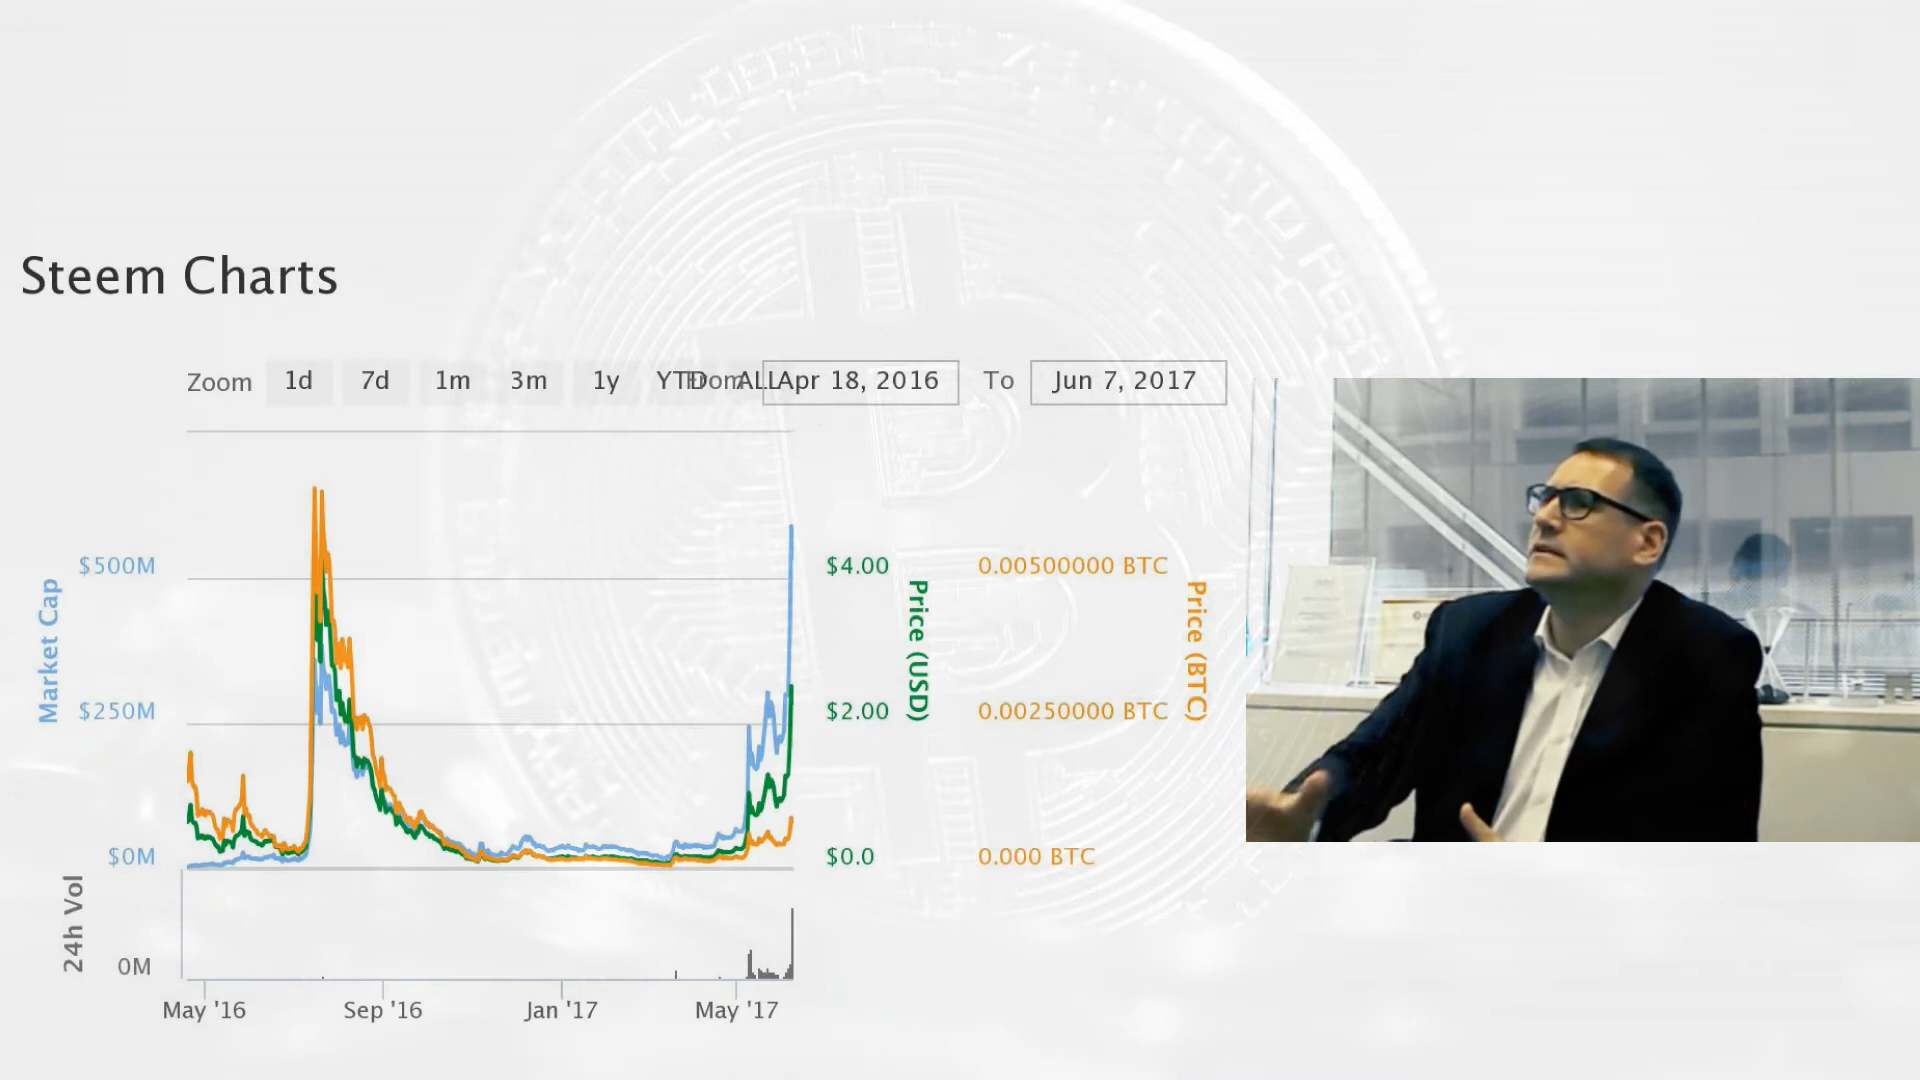 Steem Charts
Zoom 1d 7d 1m 3m 1y YTD From ALL Apr 18, 2016 To Jun 7, 2017
Market Cap
$500M
$250M
$0M
$4.00
$2.00
$0.0
Price (USD)
0.00500000 BTC
0.00250000 BTC
0.000 BTC
Price (BTC)
24h Vol
0M
May '16 Sep '16 Jan '17 May '17